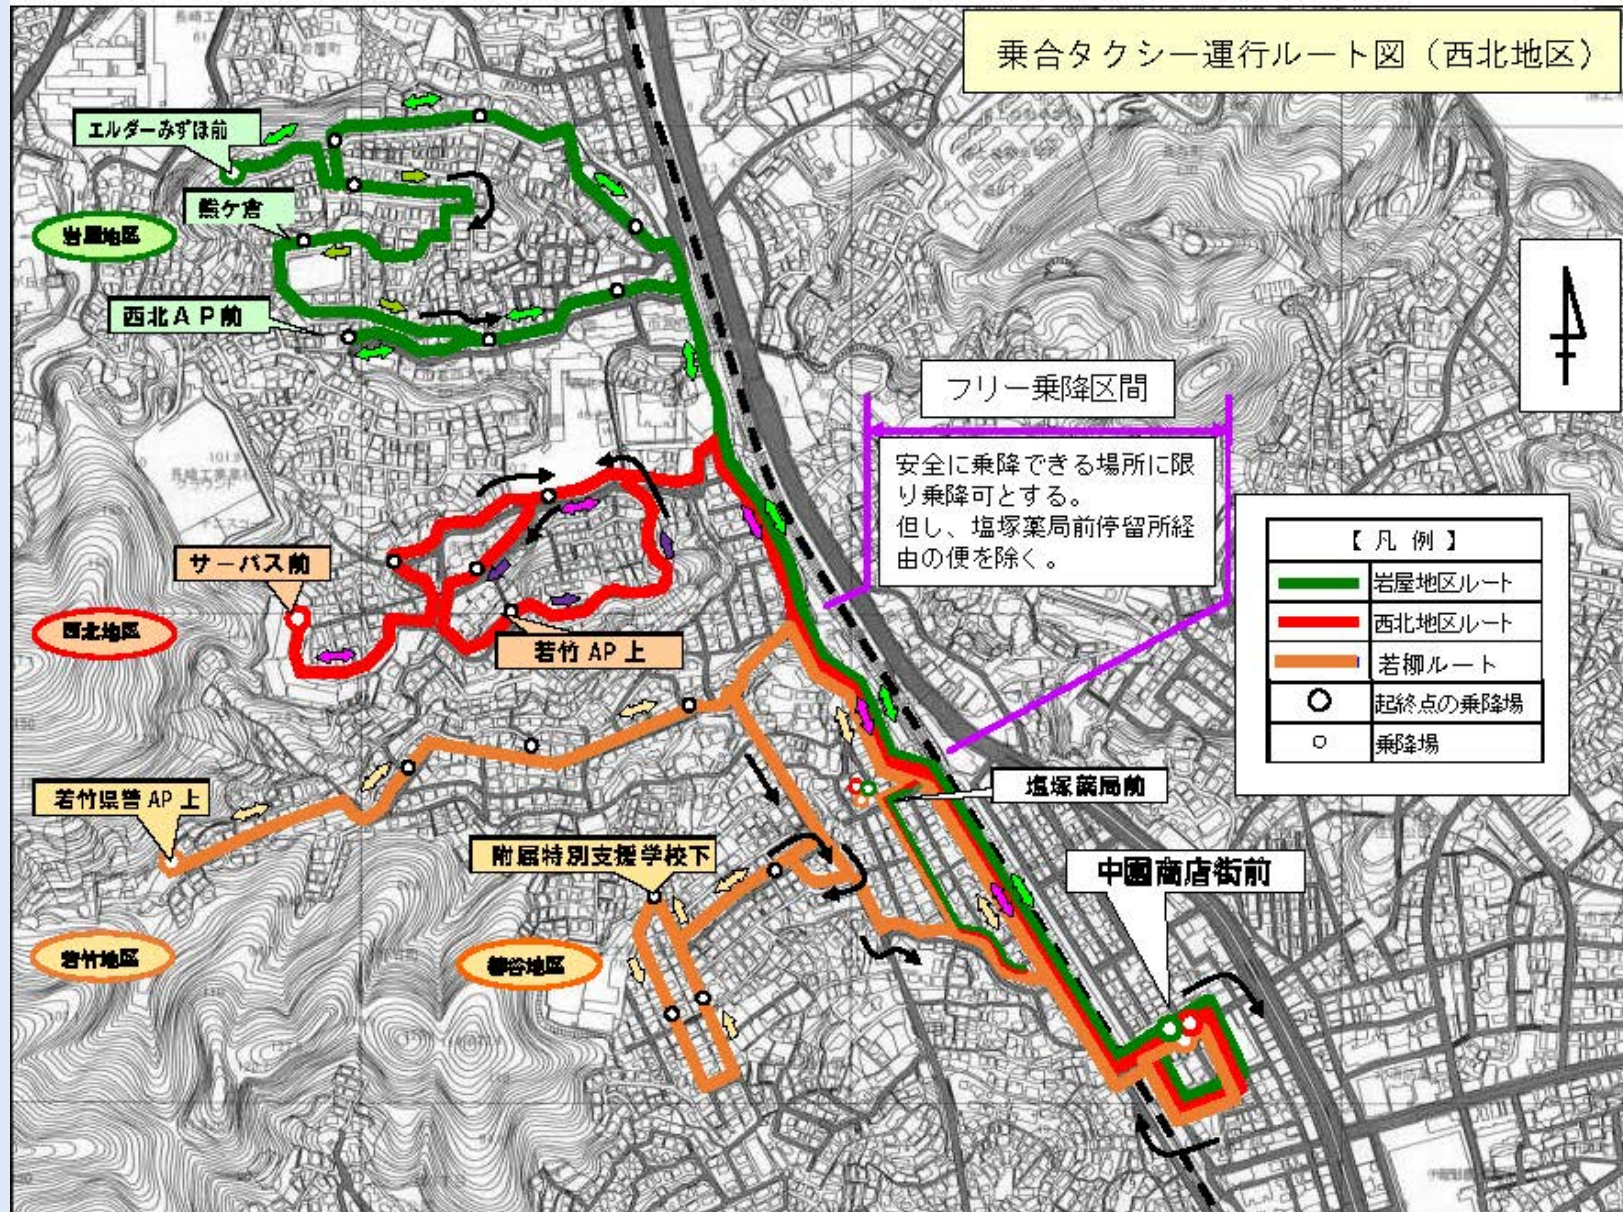 乗合タクシー運行ルート図（西北地区）
エルダーみずほ前
熊ケ倉
岩屋地区
西北ＡＰ前
フリー乗降区間
安全に乗降できる場所に限
り乗降可とする。
但し、塩塚薬局前停留所経
由の便を除く。
【 凡 例 】
岩屋地区ルート
西北地区ルート
若柳ルート
起終点の乗降場
乗降場
サーパス前
西北地区
若竹 AP 上
若竹県営 AP 上
塩塚薬局前
附属特別支援学校下
中園商店街前
若竹地区
柳谷地区